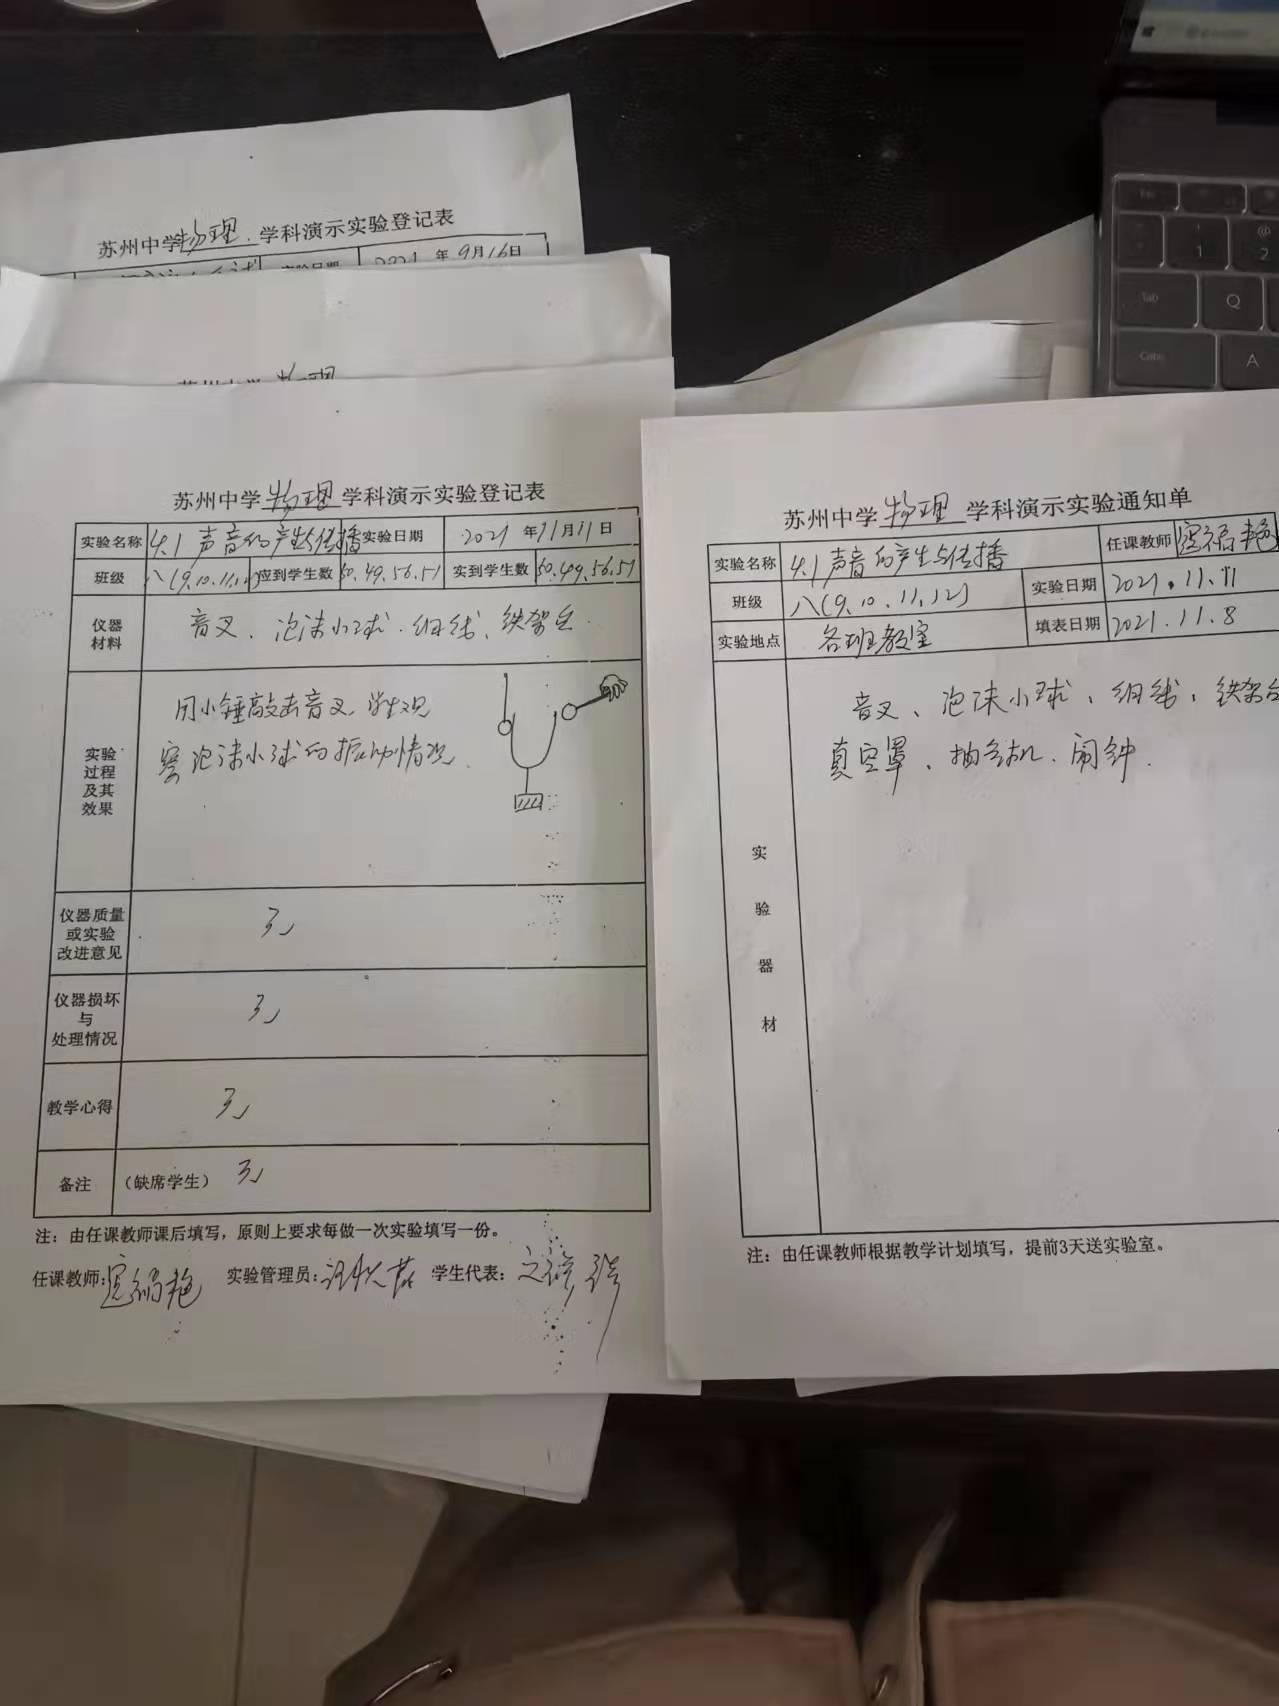 苏州中学物理 学科演示实验登记表
2021 年 9月16日
物理
苏州中学 物理 学科演示实验登记表
实验名称 4.1 声音的产生与传播 实验日期 2021 年 11月 11 日
班级 八(9.10.11.12) 应到学生数 50.49.56.51 实到学生数 50.49.56.51
仪器
材料
音叉、泡沫小球、细线、铁架台.
实验
过程
及其
效果
用小锤敲击音叉,学生观
察泡沫小球的振动情况.
仪器质量
或实验
改进意见
无
仪器损坏
与
处理情况
无
教学心得
无
备注 (缺席学生) 无
注:由任课教师课后填写,原则上要求每做一次实验填写一份。
任课教师: 实验管理员: 学生代表:
苏州中学 物理 学科演示实验通知单
实验名称 4.1 声音的产生与传播 任课教师
班级 八(9.10.11.12) 实验日期 2021.11.11
实验地点 各班教室 填表日期 2021.11.8
实
验
器
材
音叉、泡沫小球、细线、铁架台
真空罩、抽气机、闹钟.
注:由任课教师根据教学计划填写,提前3天送实验室。
Esc
1
@
2
Tab
Q
Caps
A